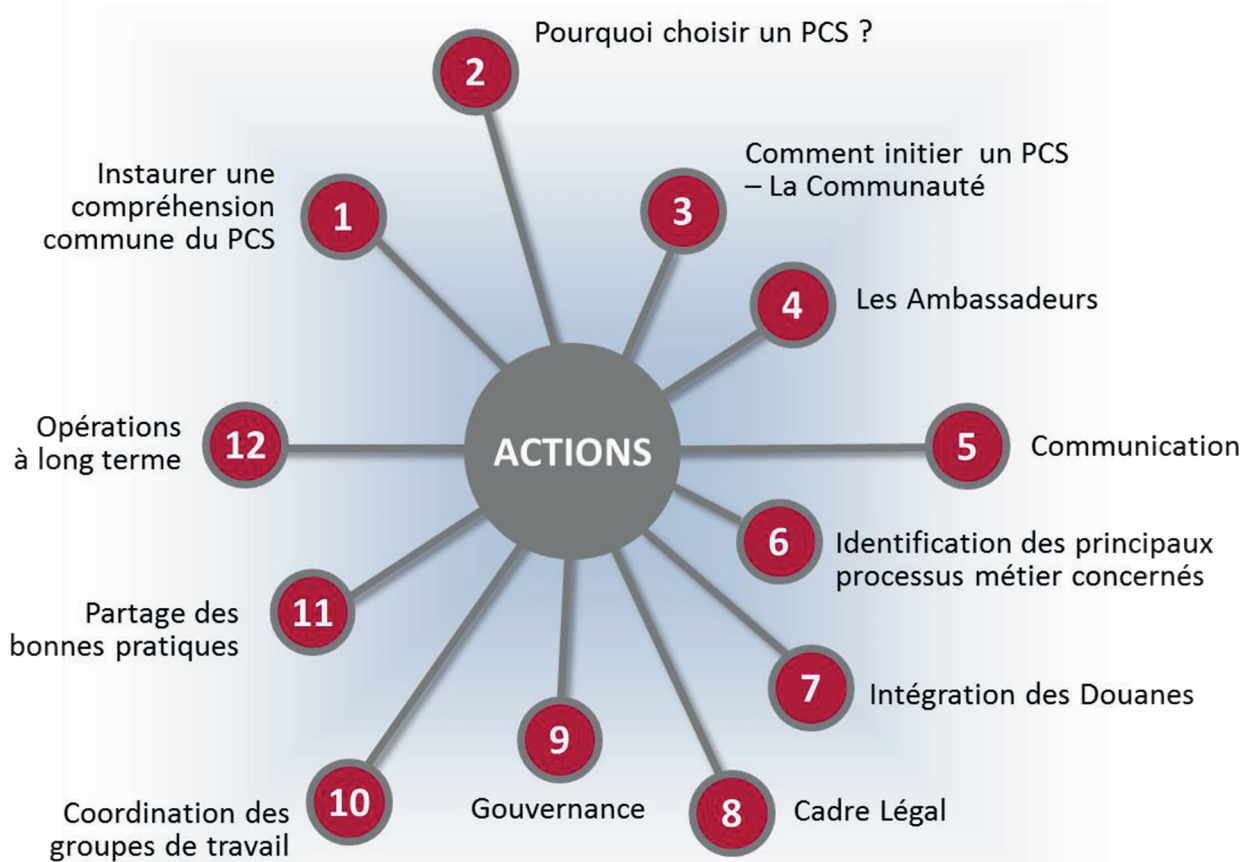 ACTIONS
1
Instaurer une
compréhension
commune du PCS
2
Pourquoi choisir un PCS ?
3
Comment initier un PCS
– La Communauté
4
Les Ambassadeurs
5
Communication
6
Identification des principaux
processus métier concernés
7
Intégration des Douanes
8
Cadre Légal
9
Gouvernance
10
Coordination des
groupes de travail
11
Partage des
bonnes pratiques
12
Opérations
à long terme